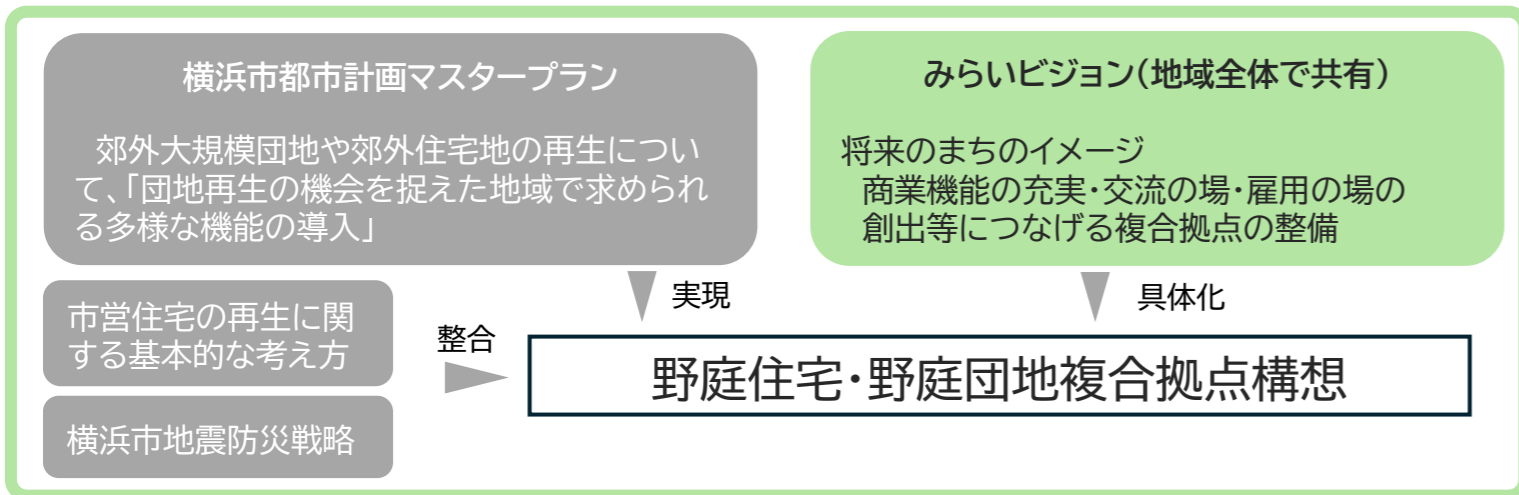 横浜市都市計画マスタープラン
郊外大規模団地や郊外住宅地の再生につい
て、「団地再生の機会を捉えた地域で求められ
る多様な機能の導入」
みらいビジョン(地域全体で共有)
将来のまちのイメージ
商業機能の充実・交流の場・雇用の場の
創出等につなげる複合拠点の整備
実現
具体化
市営住宅の再生に関
する基本的な考え方
整合
野庭住宅・野庭団地複合拠点構想
横浜市地震防災戦略